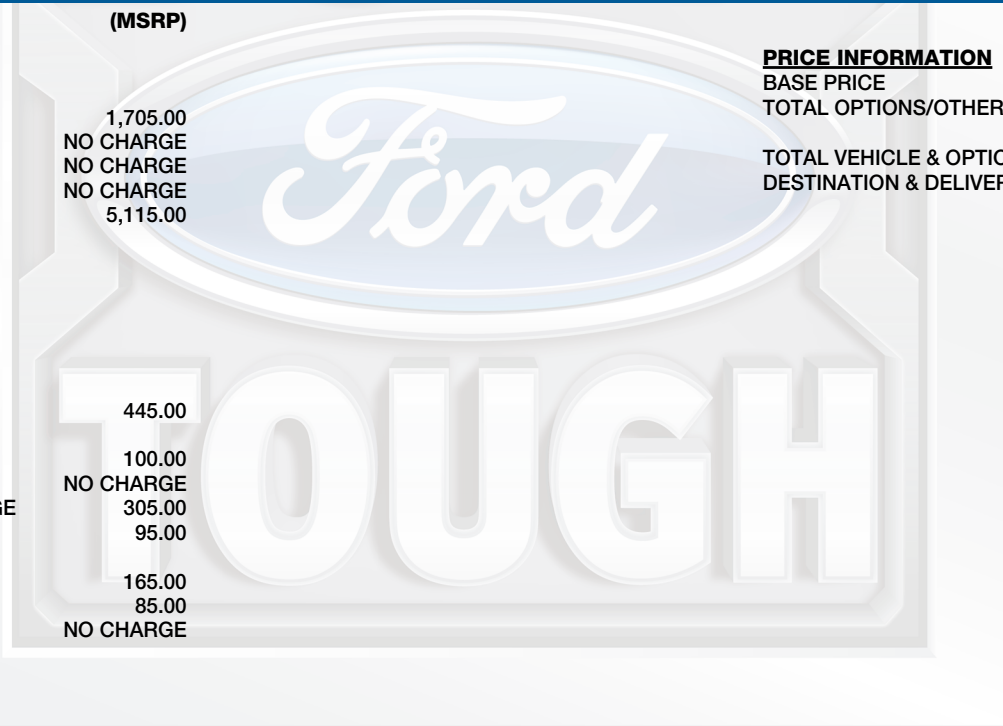 (MSRP)
1,705.00
NO CHARGE
NO CHARGE
NO CHARGE
5,115.00
445.00
100.00
NO CHARGE
GE 305.00
95.00
165.00
85.00
NO CHARGE
PRICE INFORMATION
BASE PRICE
TOTAL OPTIONS/OTHER
TOTAL VEHICLE & OPTIO
DESTINATION & DELIVER
Ford
TOUGH